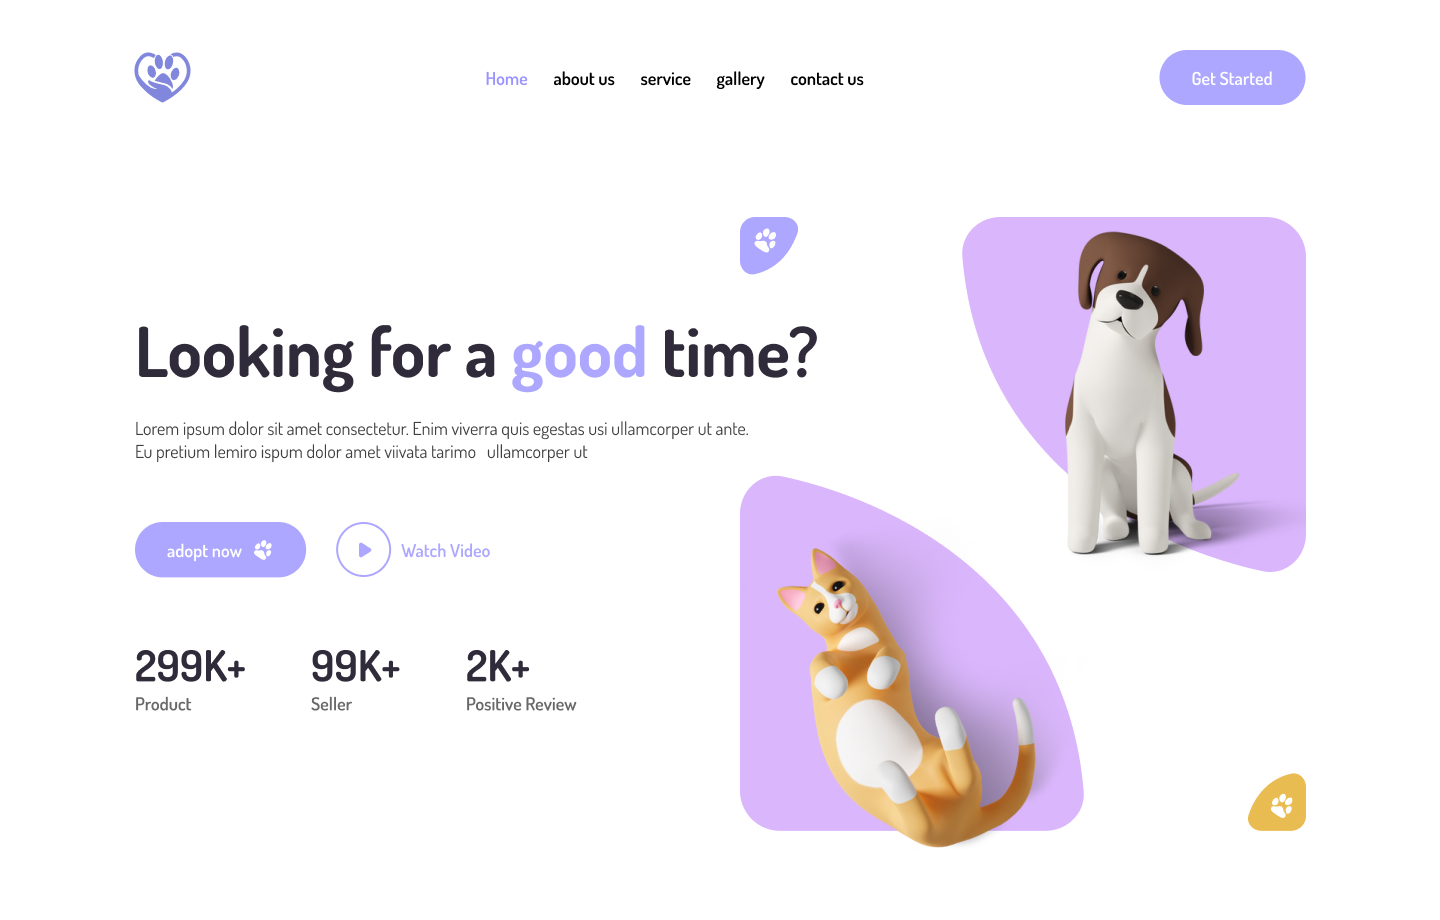 Home about us service gallery contact us Get Started
Looking for a good time?
Lorem ipsum dolor sit amet consectetur. Enim viverra quis egestas usi ullamcorper ut ante.
Eu pretium lemiro ispum dolor amet viivata tarimo ullamcorper ut
adopt now
Watch Video
299K+ 99K+ 2K+
Product Seller Positive Review